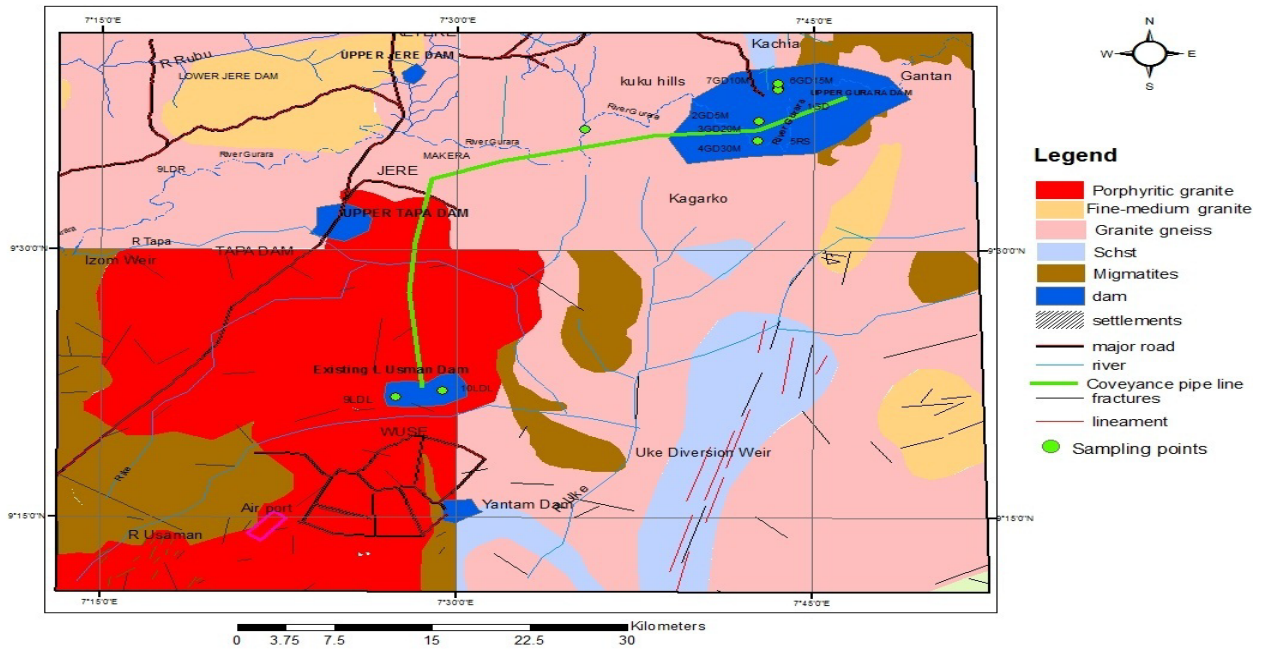 7°15'0"E
7°30'0"E
7°45'0"E
N
W
E
S
R Rubu
UPPER JERE DAM
LOWER JERE DAM
Kachia
kuku hills
7GD10M
6GD15M
Gantan
UPPER GURARA DAM
River Gurara
2GD5M
3GD20M
River Gurara
4GD30M
5RS
River Gurara
MAKERA
River Gurara
9LDR
JERE
Kagarko
UPPER TAPA DAM
R Tapa
TAPA DAM
9°30'0"N
9°30'0"N
Izom Weir
Existing L Usman Dam
10LDL
9LDL
WUSE
Uke Diversion Weir
R Uke
Yantam Dam
Air port
9°15'0"N
9°15'0"N
R Usaman
7°15'0"E
7°30'0"E
7°45'0"E
Kilometers
0 3.75 7.5 15 22.5 30
Legend
Porphyritic granite
Fine-medium granite
Granite gneiss
Schst
Migmatites
dam
settlements
major road
river
Coveyance pipe line
fractures
lineament
Sampling points